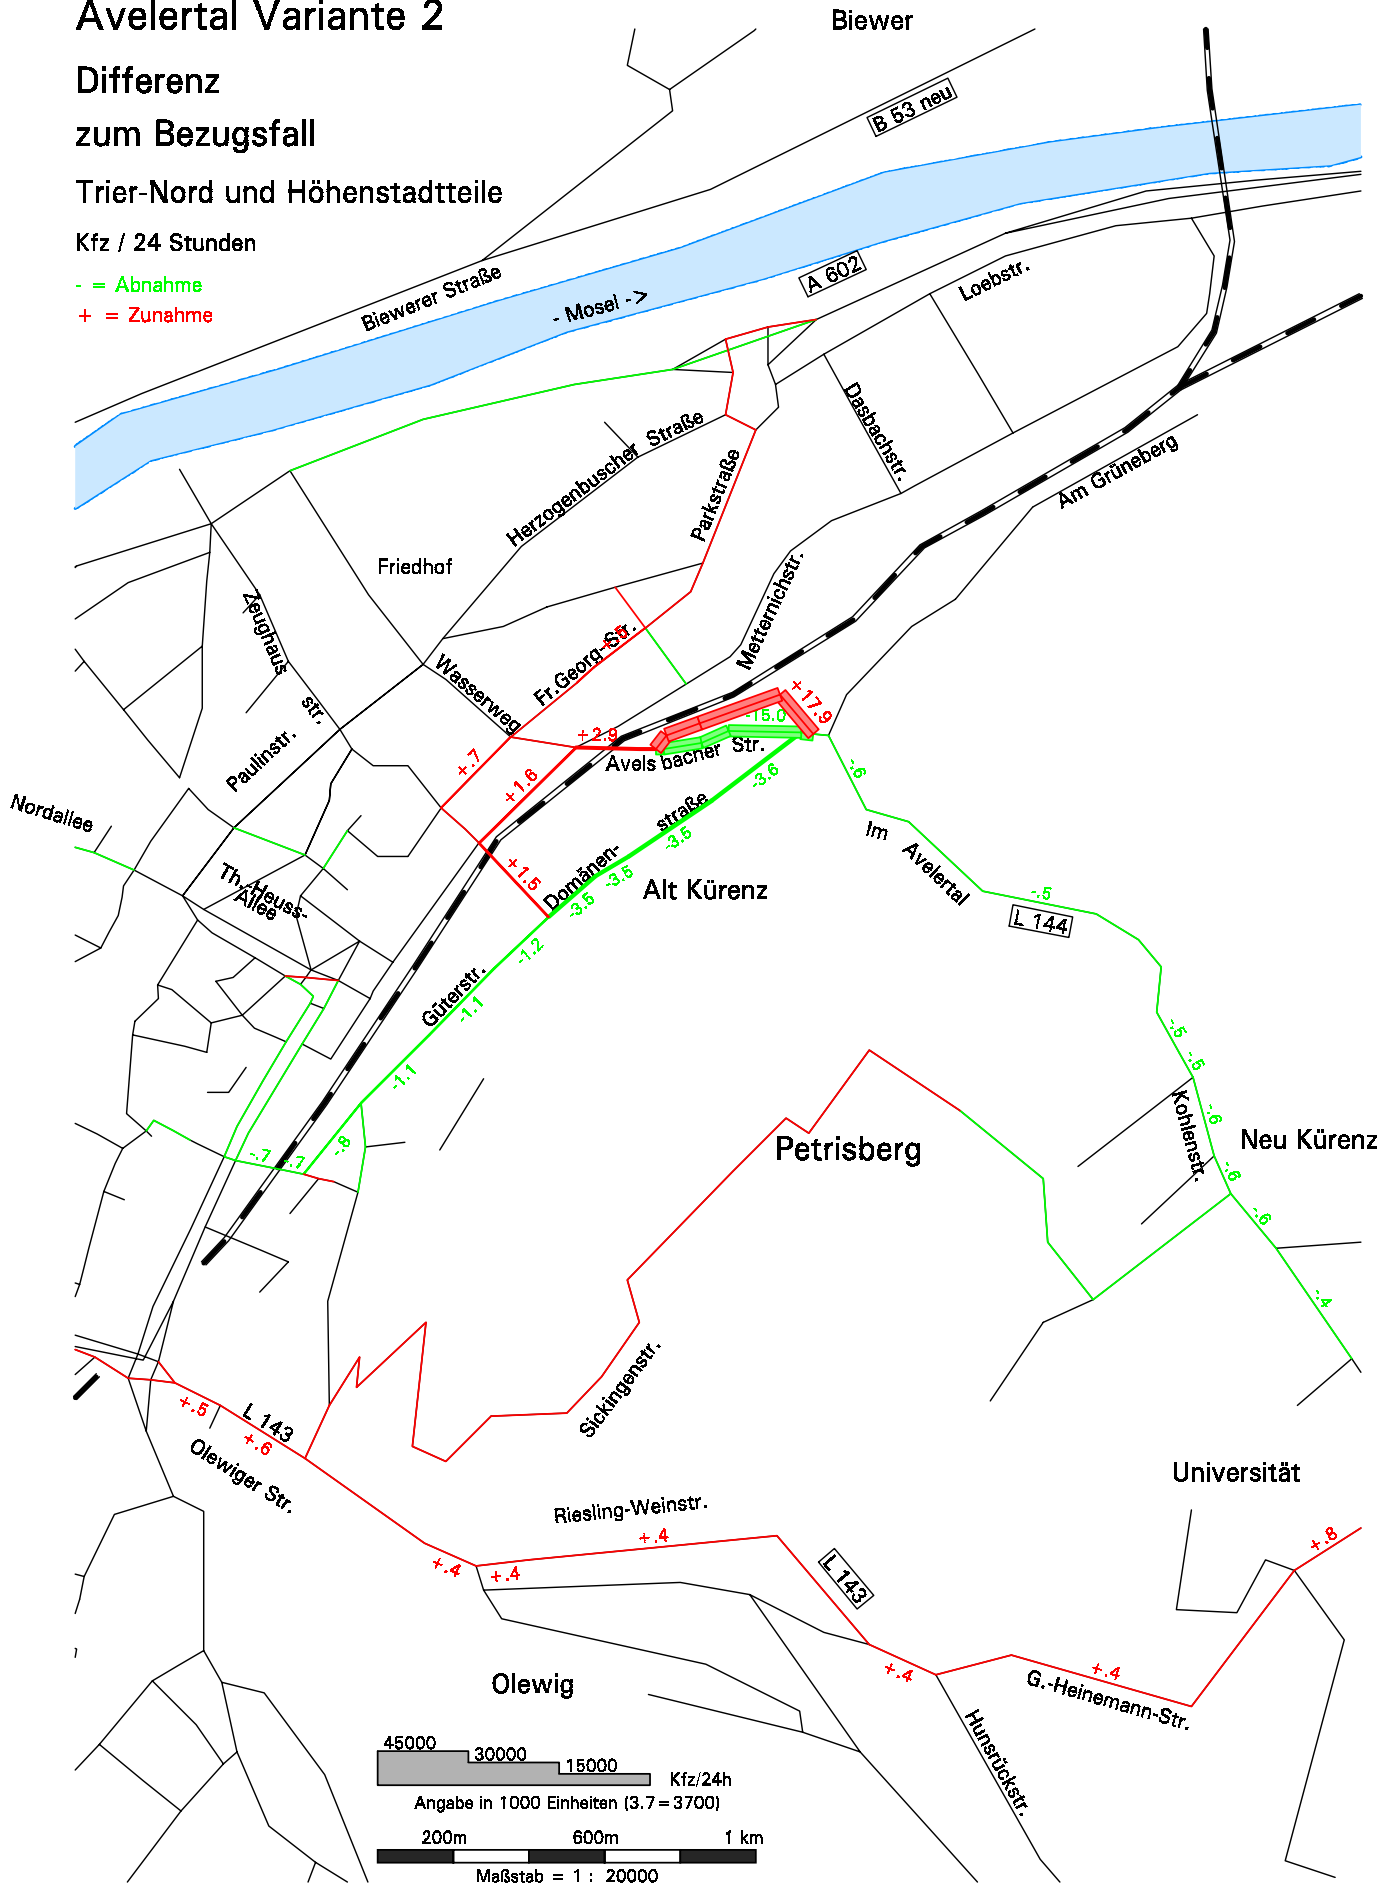 Avelertal Variante 2
Biewer
Differenz
zum Bezugsfall
B 53 neu
Trier-Nord und Höhenstadtteile
Kfz / 24 Stunden
- = Abnahme
+ = Zunahme
Biewerer Straße
- Mosel ->
A 602
Loebstr.
Dasbachstr.
Herzogenbuscher Straße
Parkstraße
Am Grüneberg
Friedhof
Zeughaus
str.
Metternichstr.
Wasserweg
Fr.Georg-Str.
+.5
+17.9
-15.0
+2.9
+.7
+1.6
Avelsbacher Str.
Paulinstr.
-3.6
-.6
Nordallee
straße
-3.5
Im
Avelertal
Th.-Heuss-
Allee
+1.5
Domänen-
-3.5
-3.5
Alt Kürenz
-.5
L 144
-1.2
Güterstr.
-1.1
-1.1
-.5
-.5
-.6
Kohlenstr.
Neu Kürenz
Petrisberg
-.8
-.7
-.7
-.6
-.6
-.4
Sickingenstr.
+.5
L 143
+.6
Olewiger Str.
Universität
Riesling-Weinstr.
+.4
+.4
+.4
+.8
L 143
+.4
+.4
G.-Heinemann-Str.
Olewig
Hunsrückstr.
45000
30000
15000
Kfz/24h
Angabe in 1000 Einheiten (3.7=3700)
200m 600m 1 km
Maßstab = 1 : 20000